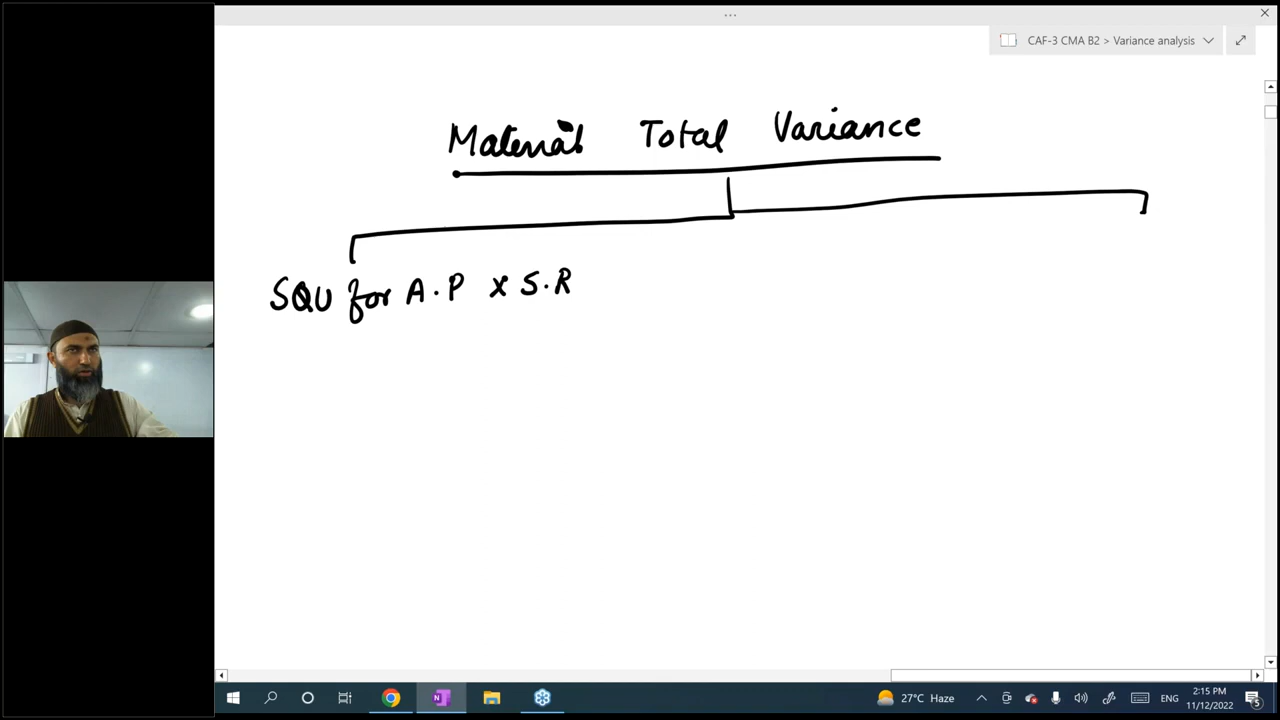 CAF-3 CMA B2 > Variance analysis
Material Total Variance
SQU for A.P x S.R
27°C Haze
ENG
2:15 PM
11/12/2022
5